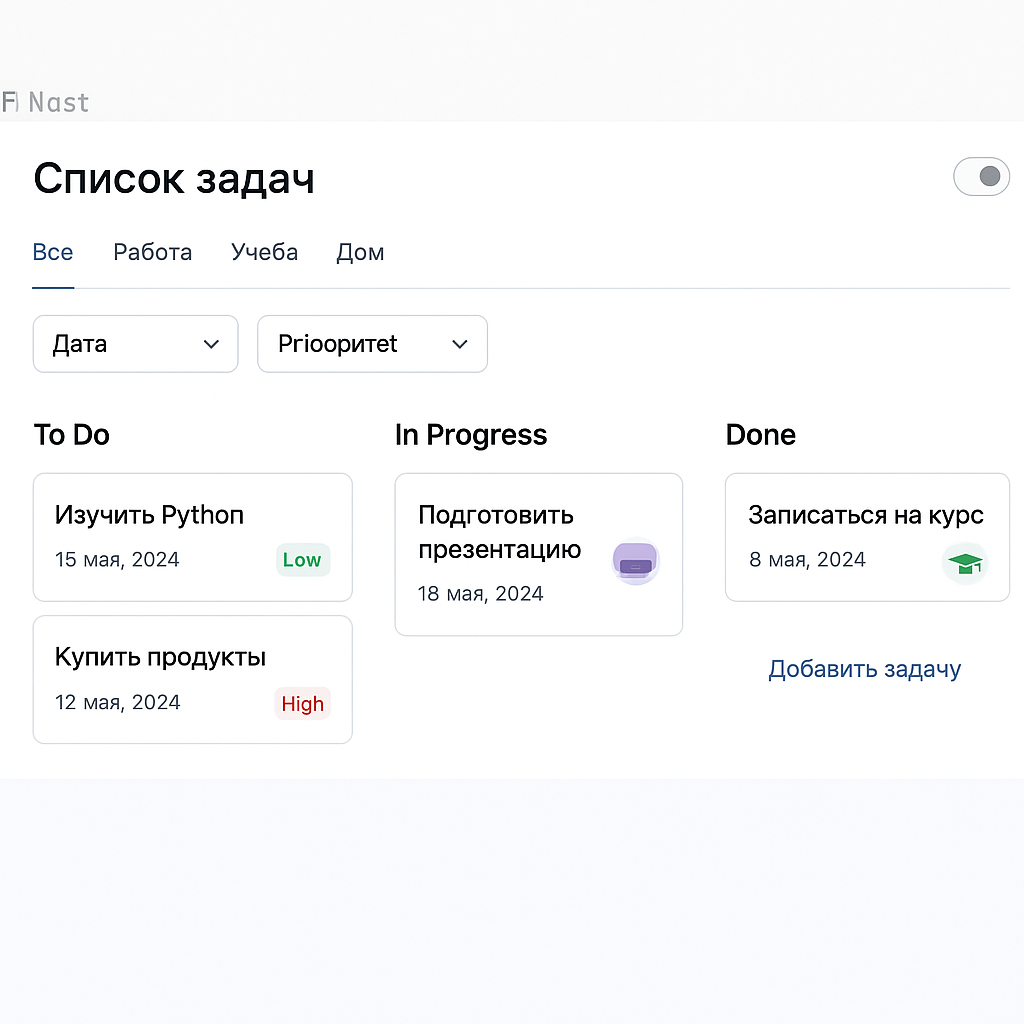 Nast
Список задач
Все Работа Учеба Дом
Дата Priооритет
To Do
Изучить Python
15 мая, 2024 Low
Купить продукты
12 мая, 2024 High
In Progress
Подготовить
презентацию
18 мая, 2024
Done
Записаться на курс
8 мая, 2024
Добавить задачу